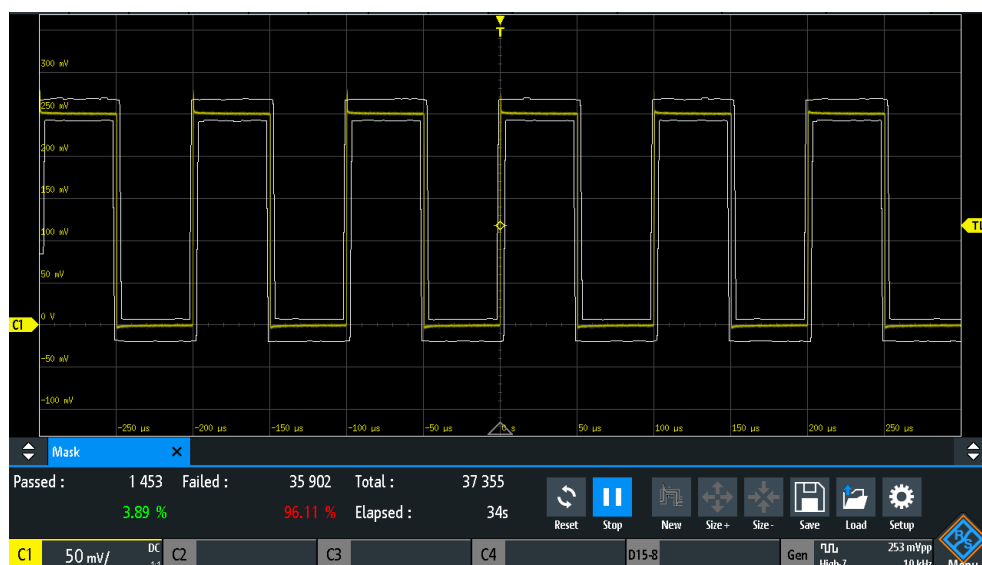 T
300 mV
250 mV
200 mV
150 mV
TL
100 mV
50 mV
0 V
C1
-50 mV
-100 mV
-250 µs -200 µs -150 µs -100 µs -50 µs 0 s 50 µs 100 µs 150 µs 200 µs 250 µs
Mask
Passed : 1 453 Failed : 35 902 Total : 37 355
3.89 % 96.11 % Elapsed : 34s
Reset Stop New Size+ Size- Save Load Setup
C1 50 mV/ DC 1:1 C2 C3 C4 D15-8 Gen 253 mVpp
High-Z 10 kHz Menu
R&S